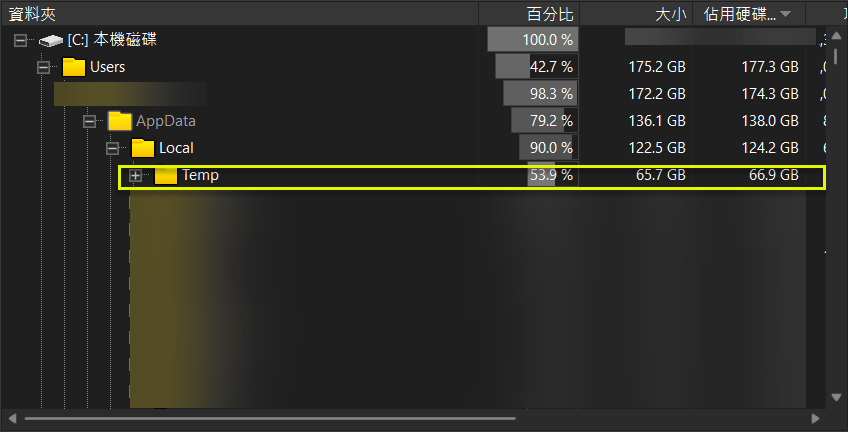 資料夾 百分比 大小 佔用硬碟...
[C:] 本機磁碟 100.0 %
Users 42.7 % 175.2 GB 177.3 GB
98.3 % 172.2 GB 174.3 GB
AppData 79.2 % 136.1 GB 138.0 GB
Local 90.0 % 122.5 GB 124.2 GB
Temp 53.9 % 65.7 GB 66.9 GB